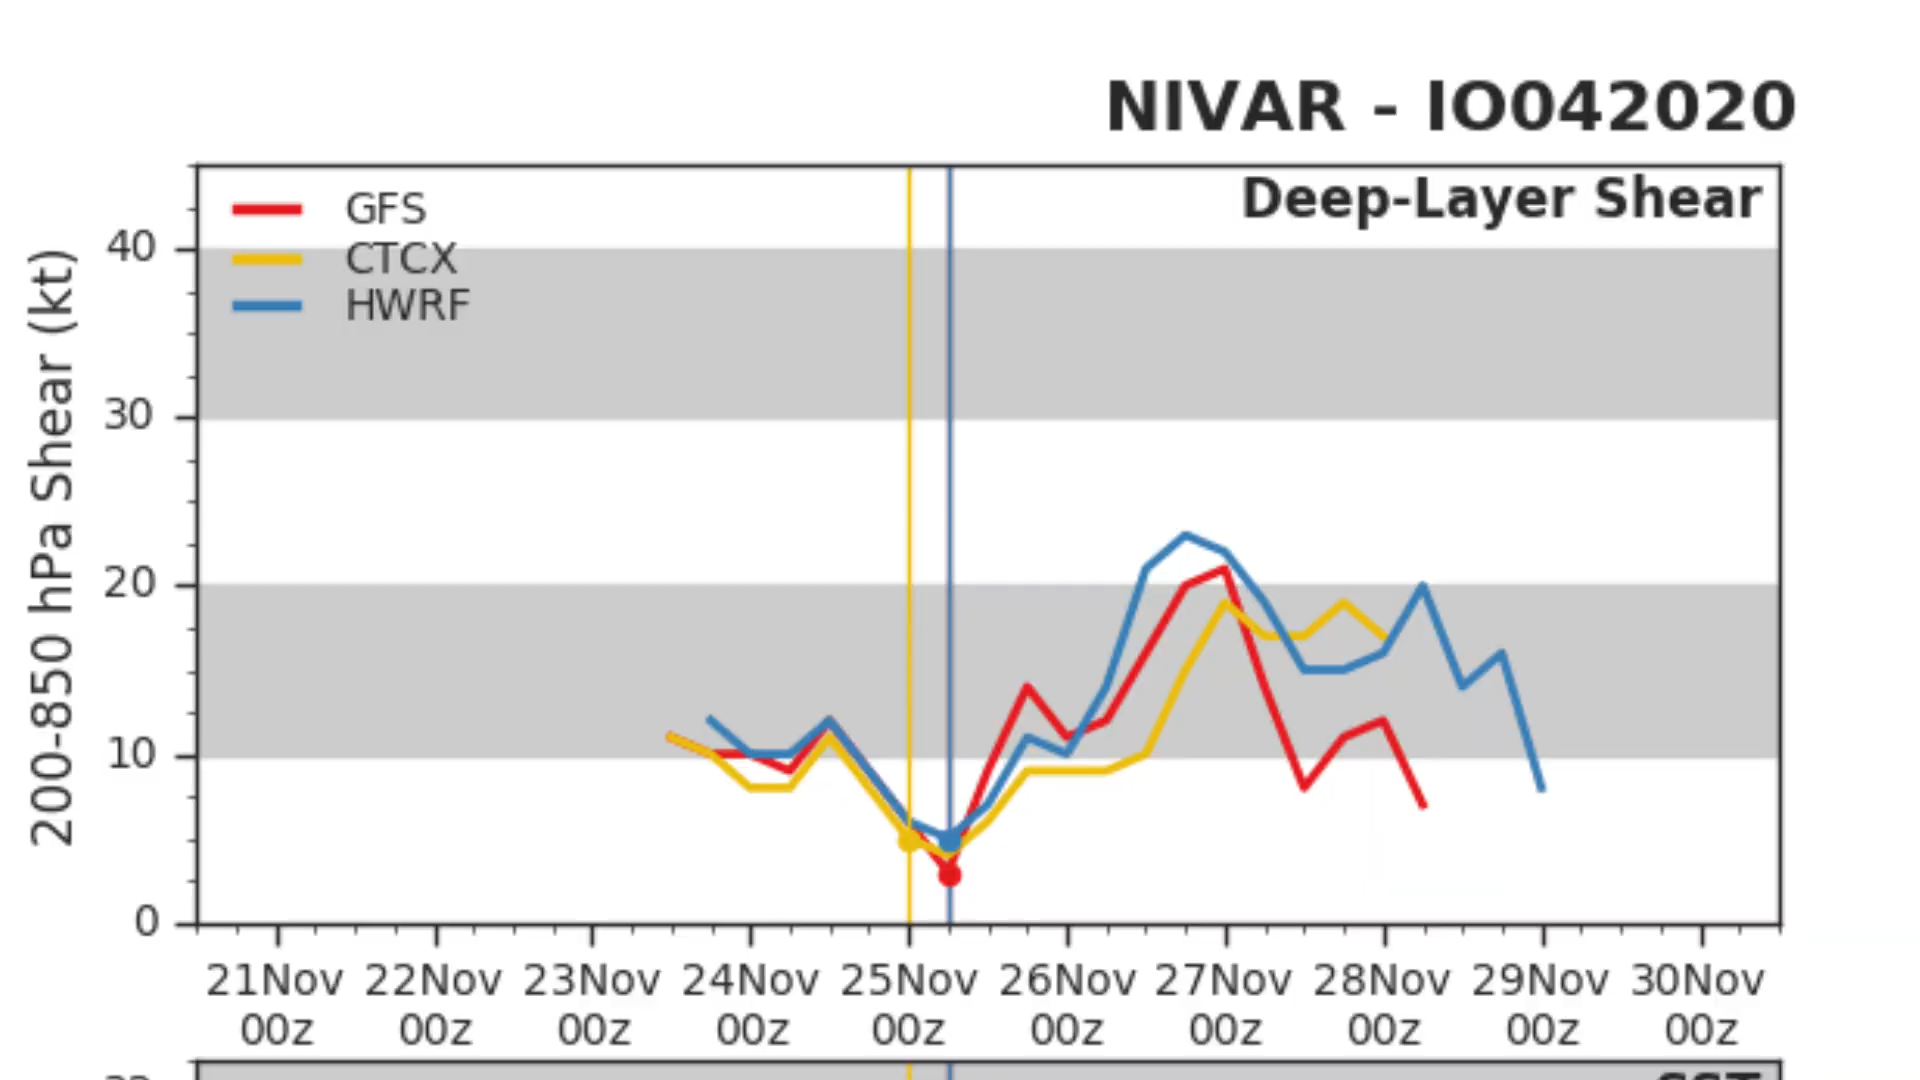 NIVAR - IO042020
Deep-Layer Shear
GFS
CTCX
HWRF
200-850 hPa Shear (kt)
40
30
20
10
0
21Nov 22Nov 23Nov 24Nov 25Nov 26Nov 27Nov 28Nov 29Nov 30Nov
00z 00z 00z 00z 00z 00z 00z 00z 00z 00z